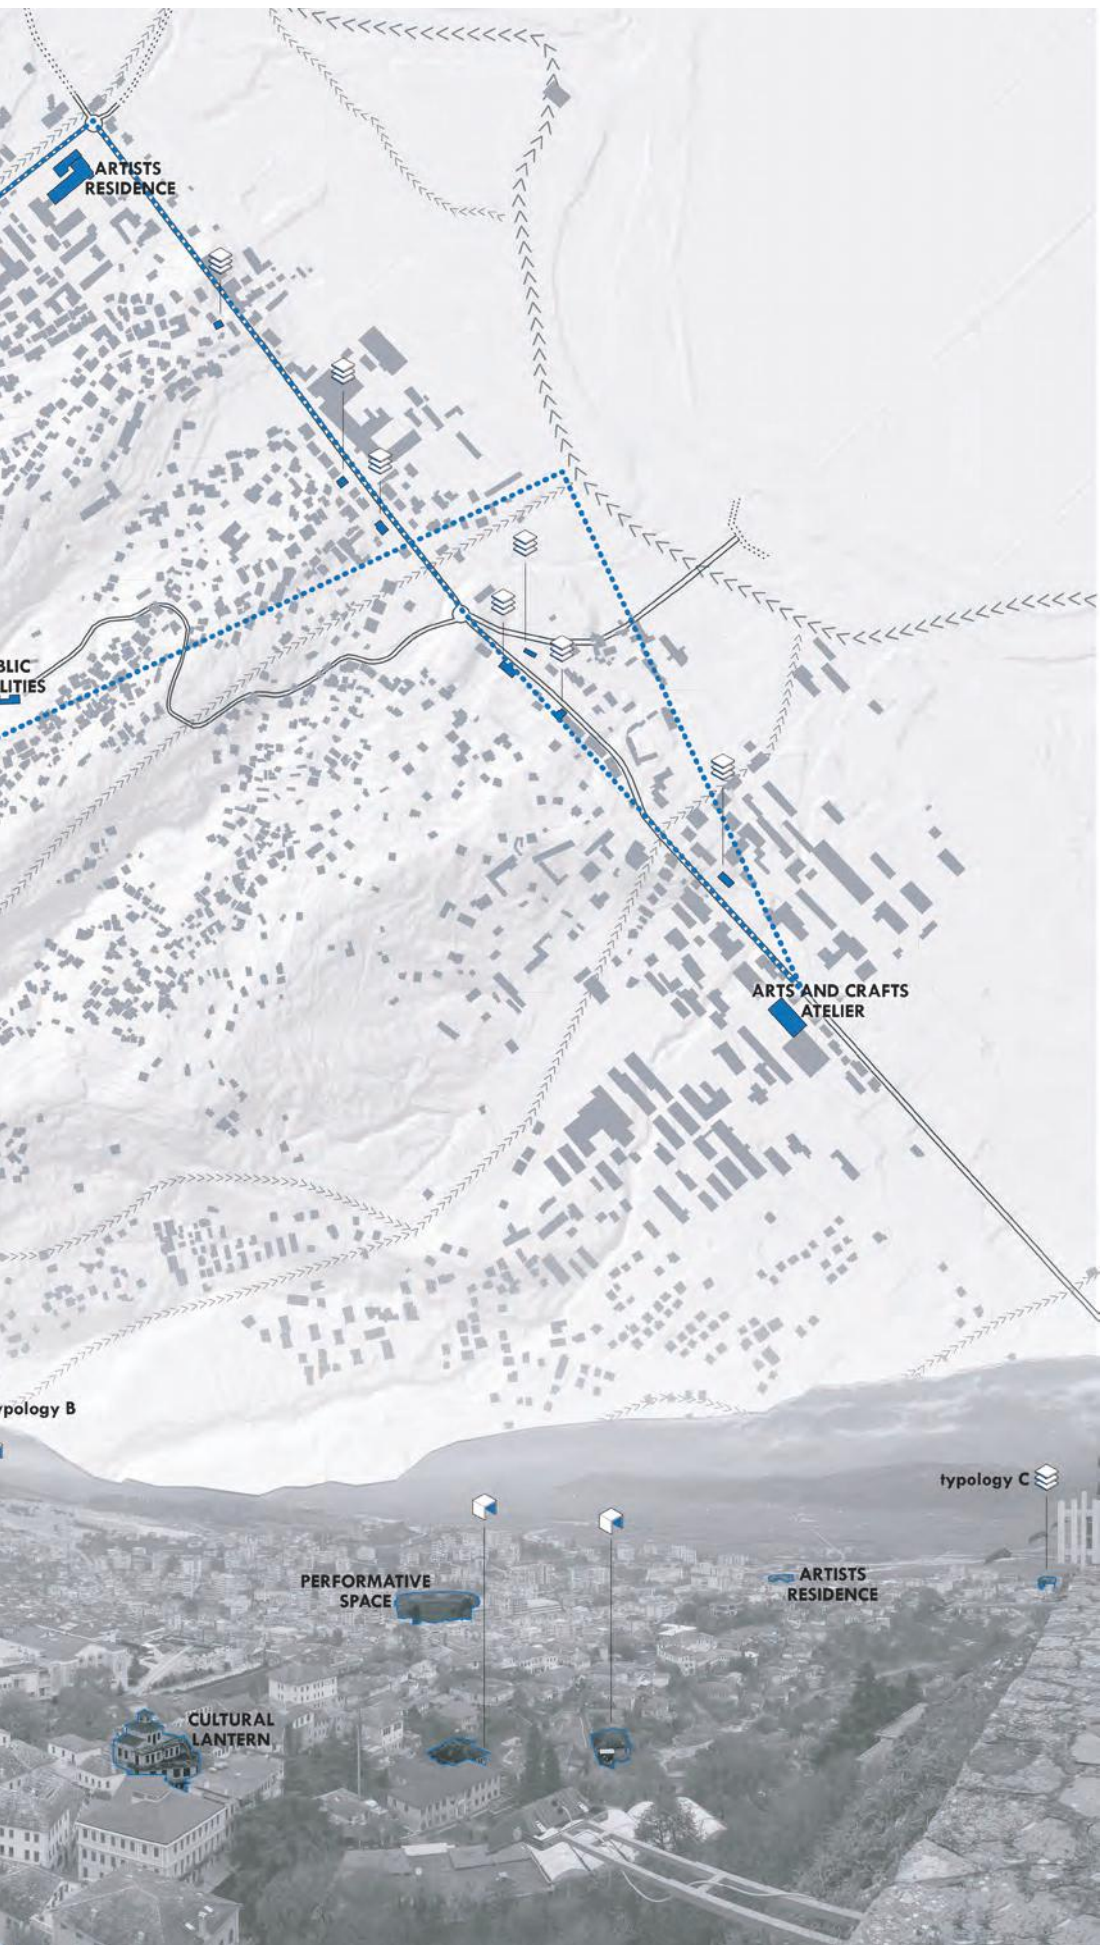 ARTISTS
RESIDENCE
BLIC
LITIES
ARTS AND CRAFTS
ATELIER
ypology B
typology C
PERFORMATIVE
SPACE
ARTISTS
RESIDENCE
CULTURAL
LANTERN